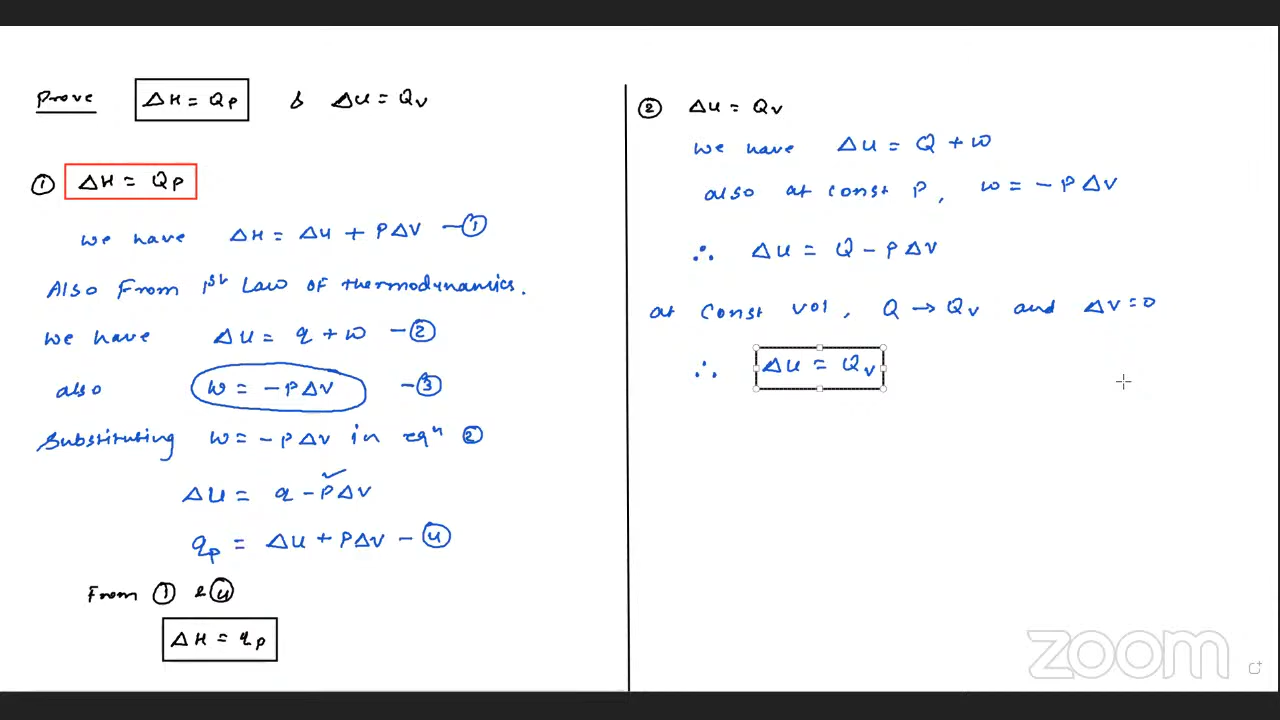 Prove ΔH = Qp & ΔU = Qv
① ΔH = Qp
We have ΔH = ΔU + PΔV —①
Also From 1st Law of thermodynamics.
We have ΔU = q + w —②
also w = -PΔV —③
Substituting w = -PΔV in eqn ②
ΔU = q - PΔV
qp = ΔU + PΔV —④
From ① & ④
ΔH = qp
② ΔU = Qv
We have ΔU = Q + w
also at const P, w = -PΔV
∴ ΔU = Q - PΔV
at const vol, Q → Qv and ΔV=0
∴ ΔU = Qv
zoom